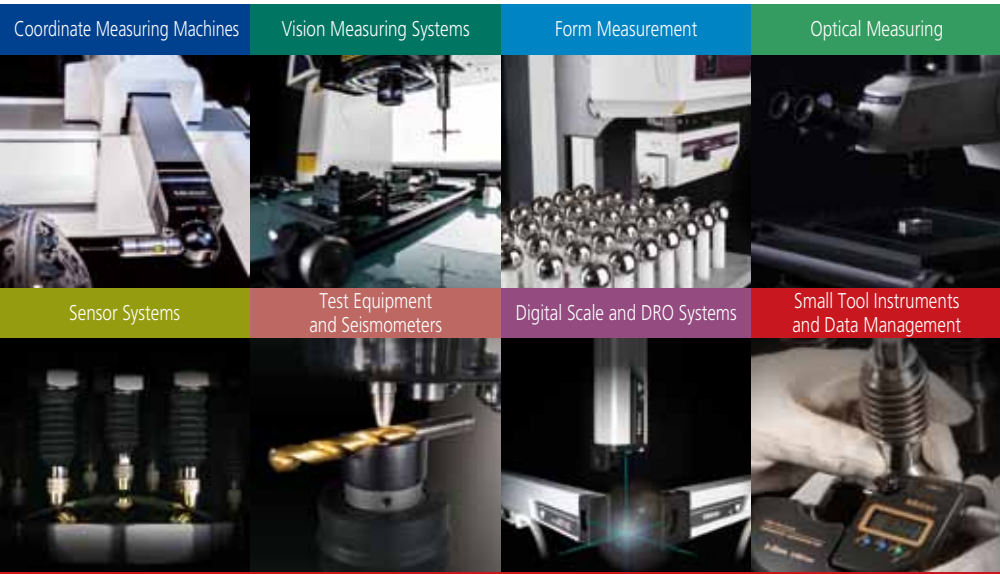 Coordinate Measuring Machines
Vision Measuring Systems
Form Measurement
Optical Measuring
Sensor Systems
Test Equipment
and Seismometers
Digital Scale and DRO Systems
Small Tool Instruments
and Data Management